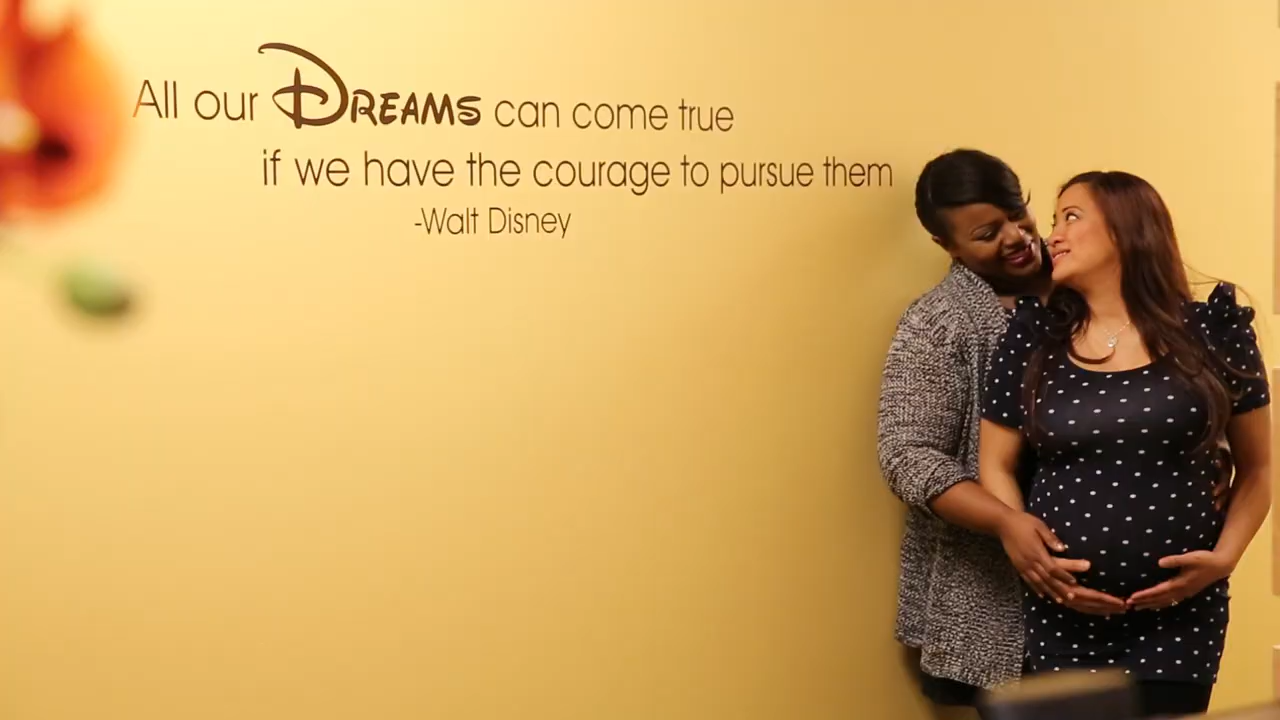 All our DREAMS can come true
if we have the courage to pursue them
-Walt Disney